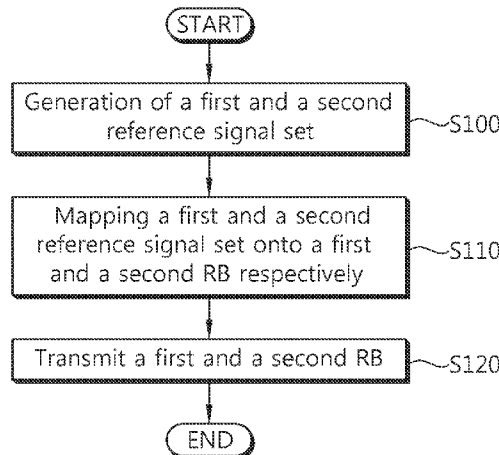 START
Generation of a first and a second
reference signal set
S100
Mapping a first and a second
reference signal set onto a first
and a second RB respectively
S110
Transmit a first and a second RB
S120
END